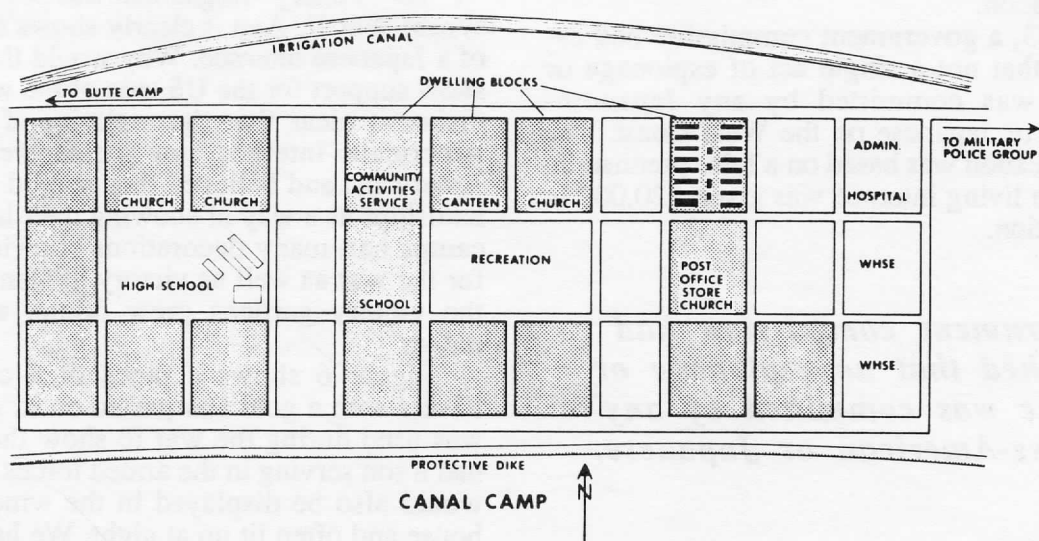 IRRIGATION CANAL
DWELLING BLOCKS
TO BUTTE CAMP
TO MILITARY
POLICE GROUP
CHURCH
CHURCH
COMMUNITY
ACTIVITIES
SERVICE
CANTEEN
CHURCH
ADMIN.
HOSPITAL
HIGH SCHOOL
SCHOOL
RECREATION
POST
OFFICE
STORE
CHURCH
WHSE
WHSE
PROTECTIVE DIKE
CANAL CAMP
N